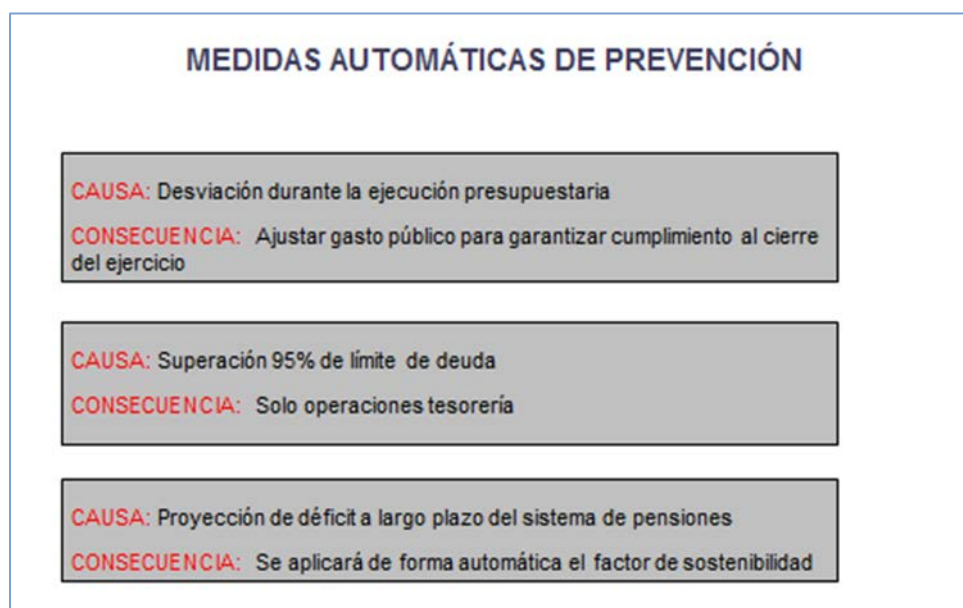 MEDIDAS AUTOMÁTICAS DE PREVENCIÓN
CAUSA: Desviación durante la ejecución presupuestaria
CONSECUENCIA: Ajustar gasto público para garantizar cumplimiento al cierre
del ejercicio
CAUSA: Superación 95% de límite de deuda
CONSECUENCIA: Solo operaciones tesorería
CAUSA: Proyección de déficit a largo plazo del sistema de pensiones
CONSECUENCIA: Se aplicará de forma automática el factor de sostenibilidad